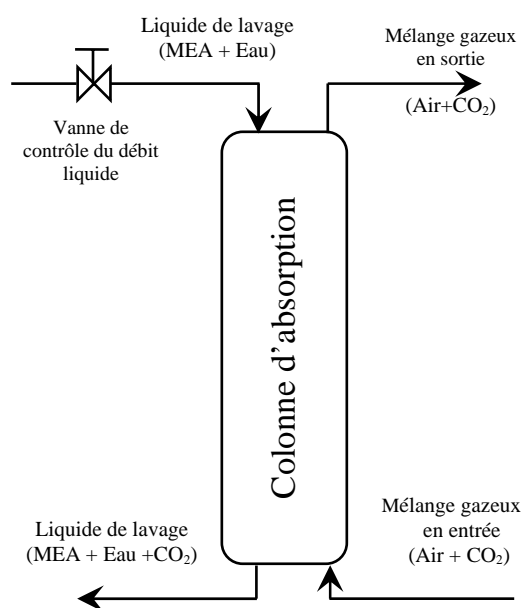 Liquide de lavage
(MEA + Eau)
Mélange gazeux
en sortie
(Air+CO₂)
Vanne de
contrôle du débit
liquide
Colonne d’absorption
Liquide de lavage
(MEA + Eau +CO₂)
Mélange gazeux
en entrée
(Air + CO₂)